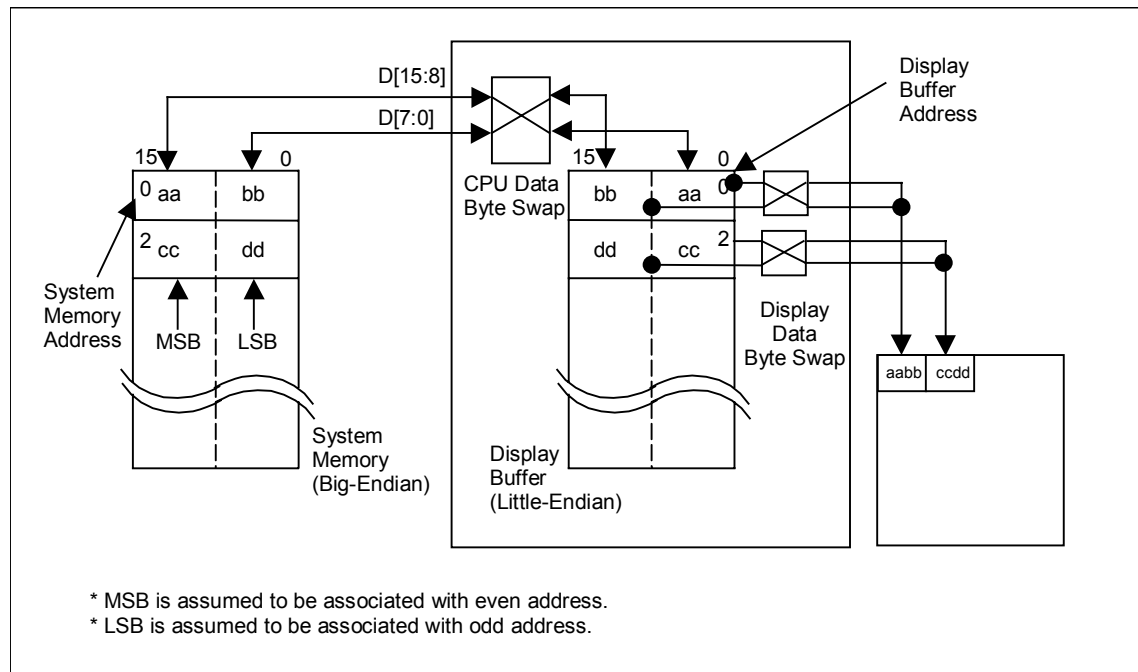 D[15:8]
D[7:0]
Display
Buffer
Address
15
0
15
0
CPU Data
Byte Swap
0
aa
bb
bb
aa
0
2
cc
dd
dd
cc
2
System
Memory
Address
MSB
LSB
Display
Data
Byte Swap
aabb
ccdd
System
Memory
(Big-Endian)
Display
Buffer
(Little-Endian)
* MSB is assumed to be associated with even address.
* LSB is assumed to be associated with odd address.